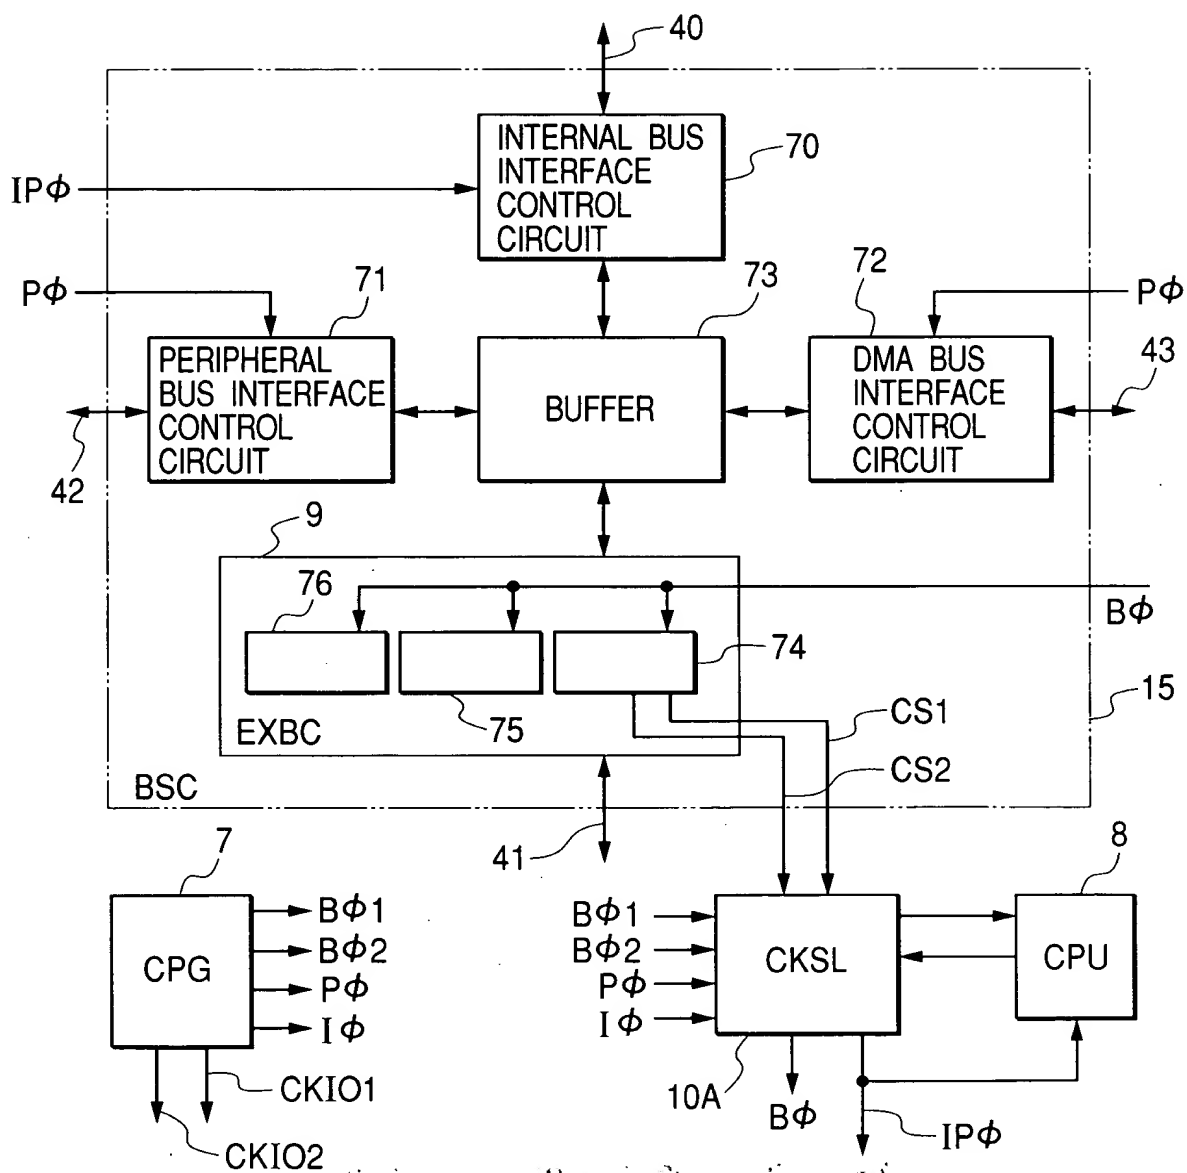 40
INTERNAL BUS
INTERFACE
CONTROL
CIRCUIT
70
IPΦ
PΦ
71
73
72
PΦ
PERIPHERAL
BUS INTERFACE
CONTROL
CIRCUIT
BUFFER
DMA BUS
INTERFACE
CONTROL
CIRCUIT
43
42
9
76
BΦ
74
75
EXBC
15
CS1
CS2
BSC
41
7
8
CPG
BΦ1
BΦ2
PΦ
IΦ
BΦ1
BΦ2
PΦ
IΦ
CKSL
CPU
CKIO1
CKIO2
10A
BΦ
IPΦ